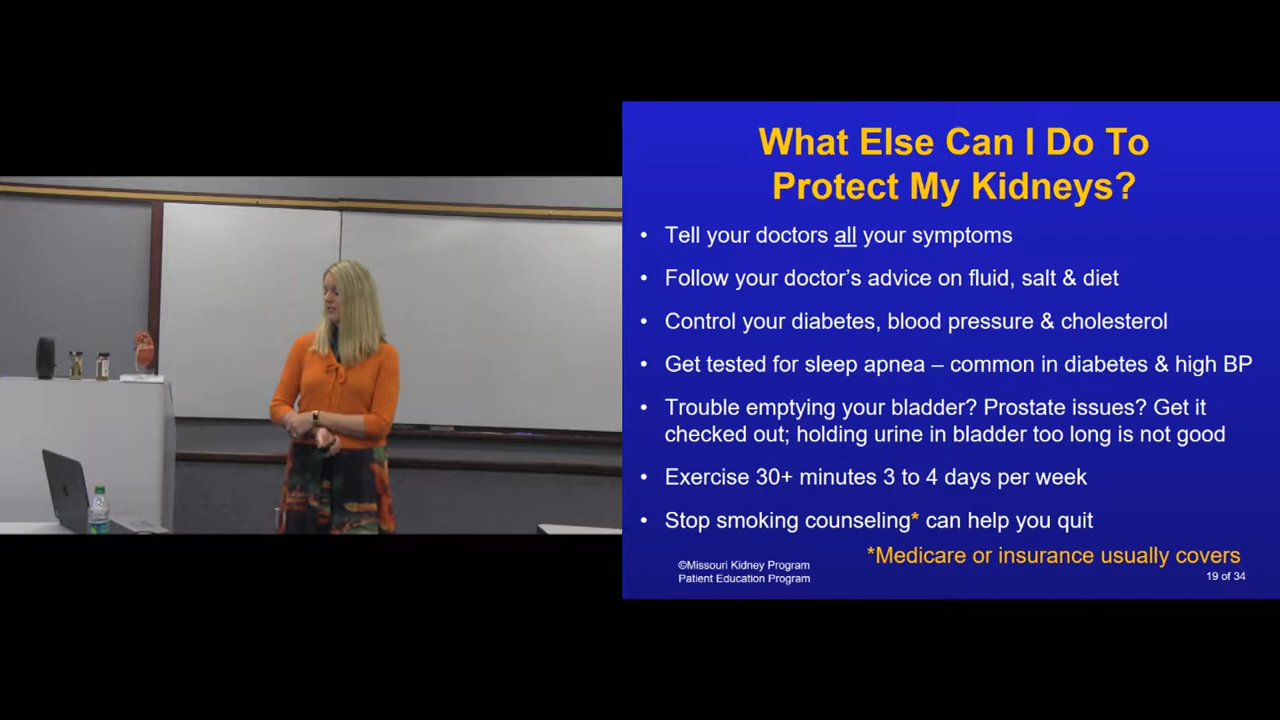 What Else Can I Do To
Protect My Kidneys?
• Tell your doctors all your symptoms
• Follow your doctor’s advice on fluid, salt & diet
• Control your diabetes, blood pressure & cholesterol
• Get tested for sleep apnea – common in diabetes & high BP
• Trouble emptying your bladder? Prostate issues? Get it
checked out; holding urine in bladder too long is not good
• Exercise 30+ minutes 3 to 4 days per week
• Stop smoking counseling* can help you quit
*Medicare or insurance usually covers
©Missouri Kidney Program
Patient Education Program
19 of 34